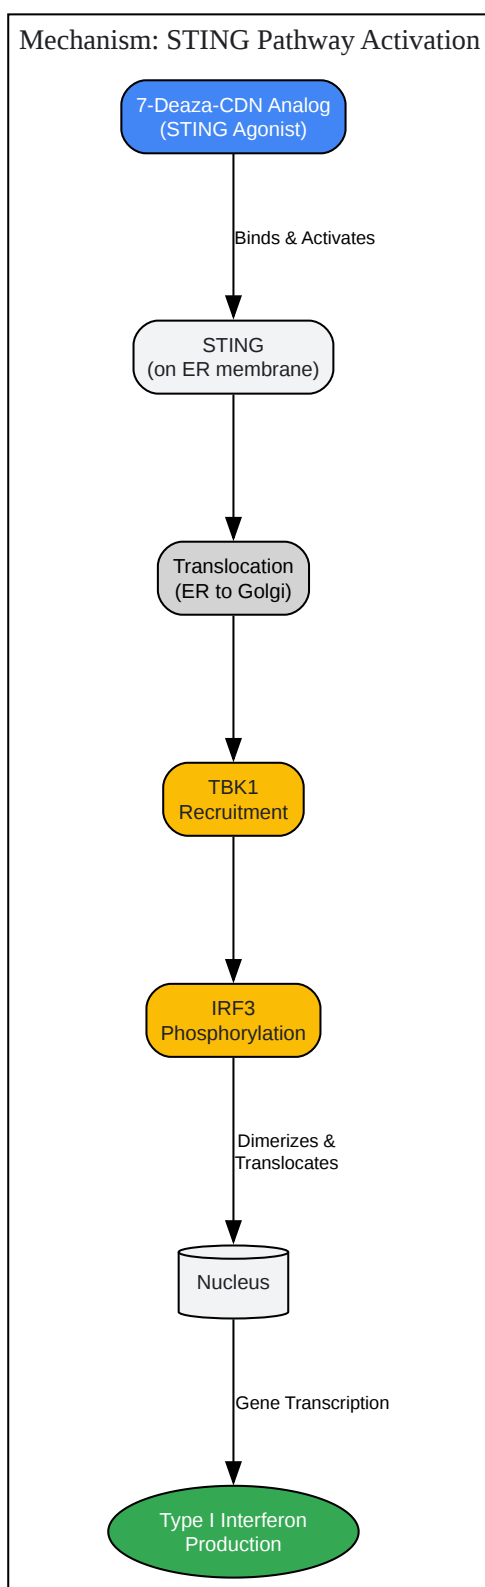 Mechanism: STING Pathway Activation
7-Deaza-CDN Analog
(STING Agonist)
Binds & Activates
STING
(on ER membrane)
Translocation
(ER to Golgi)
TBK1
Recruitment
IRF3
Phosphorylation
Dimerizes &
Translocates
Nucleus
Gene Transcription
Type I Interferon
Production